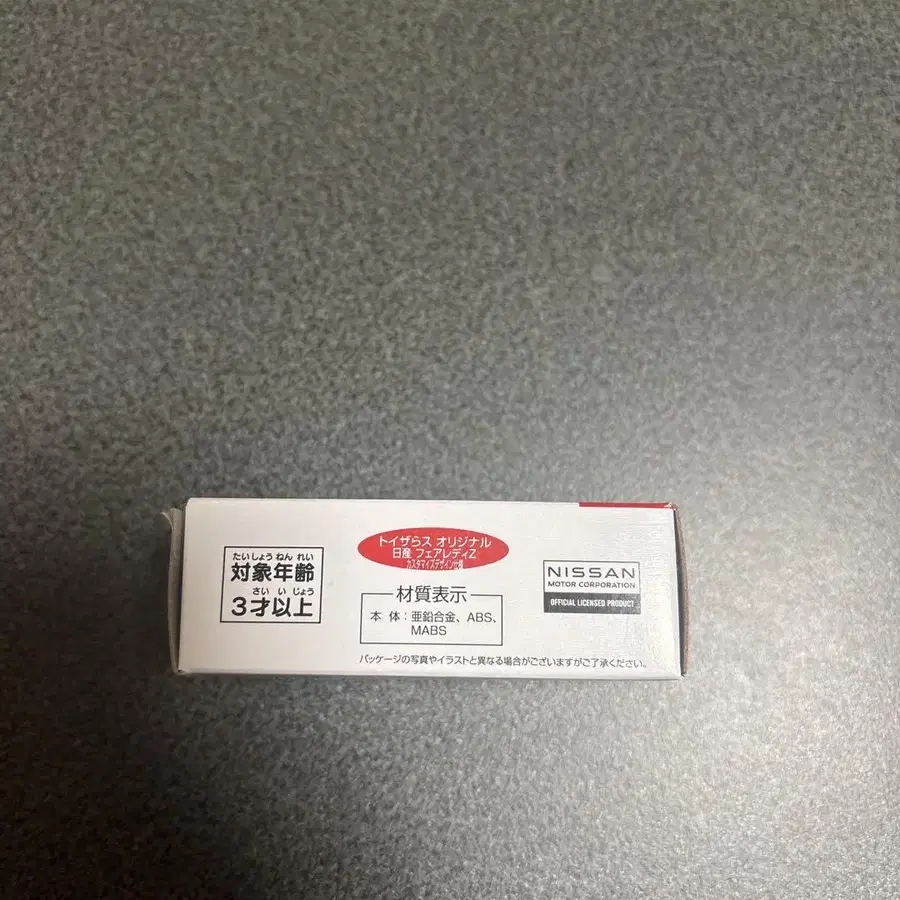 たいしょうねんれい
対象年齢
さいいじょう
3才以上
トイザらス オリジナル
日産 フェアレディZ
カスタマイズデザイン仕様
材質表示
本 体：亜鉛合金、ABS、
MABS
パッケージの写真やイラストと異なる場合がございますがご了承ください。
NISSAN
MOTOR CORPORATION
OFFICIAL LICENSED PRODUCT